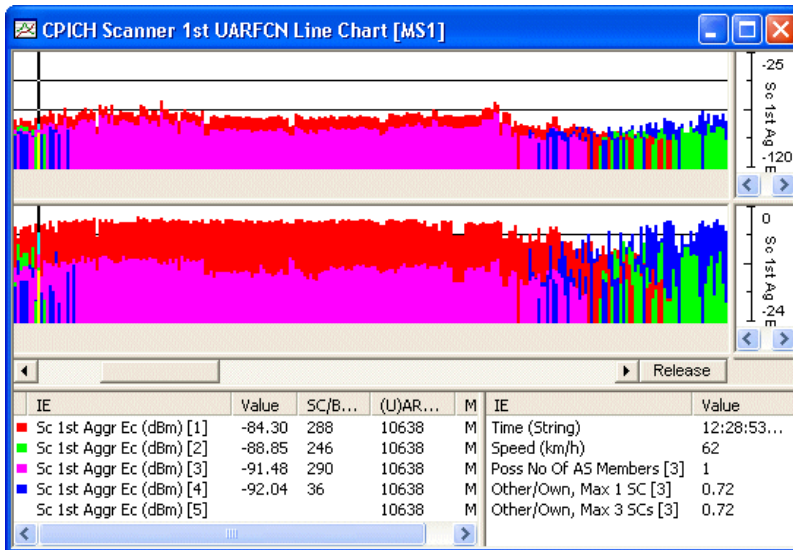 CPICH Scanner 1st UARFCN Line Chart [MS1]
-25
Sc 1st Ag
-120
E
0
Sc 1st Ag
-24
E
Release
IE Value SC/B... (U)AR... M IE Value
Sc 1st Aggr Ec (dBm) [1] -84.30 288 10638 M Time (String) 12:28:53...
Sc 1st Aggr Ec (dBm) [2] -88.85 246 10638 M Speed (km/h) 62
Sc 1st Aggr Ec (dBm) [3] -91.48 290 10638 M Poss No Of AS Members [3] 1
Sc 1st Aggr Ec (dBm) [4] -92.04 36 10638 M Other/Own, Max 1 SC [3] 0.72
Sc 1st Aggr Ec (dBm) [5] 10638 M Other/Own, Max 3 SCs [3] 0.72